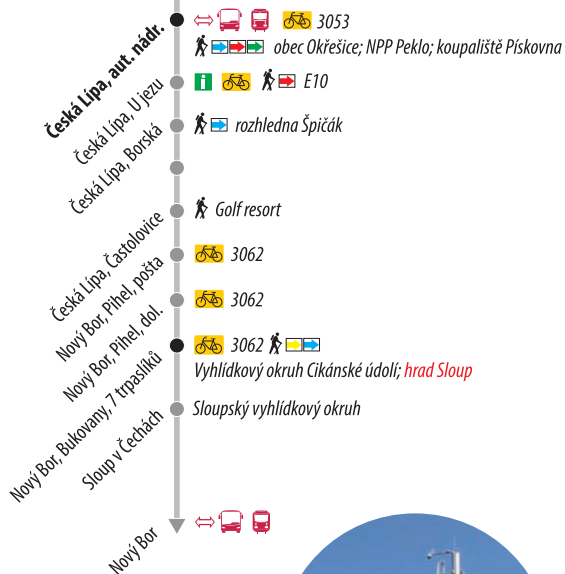 Česká Lípa, aut. nádr.
3053
obec Okřešice; NPP Peklo; koupaliště Pískovna
Česká Lípa, U jezu
i
E10
Česká Lípa, Borská
rozhledna Špičák
Česká Lípa, Častolovice
Golf resort
Nový Bor, Pihel, pošta
3062
Nový Bor, Pihel, dol.
3062
Nový Bor, Bukovany, 7 trpaslíků
3062
Vyhlídkový okruh Cikánské údolí; hrad Sloup
Sloup v Čechách
Sloupský vyhlídkový okruh
Nový Bor